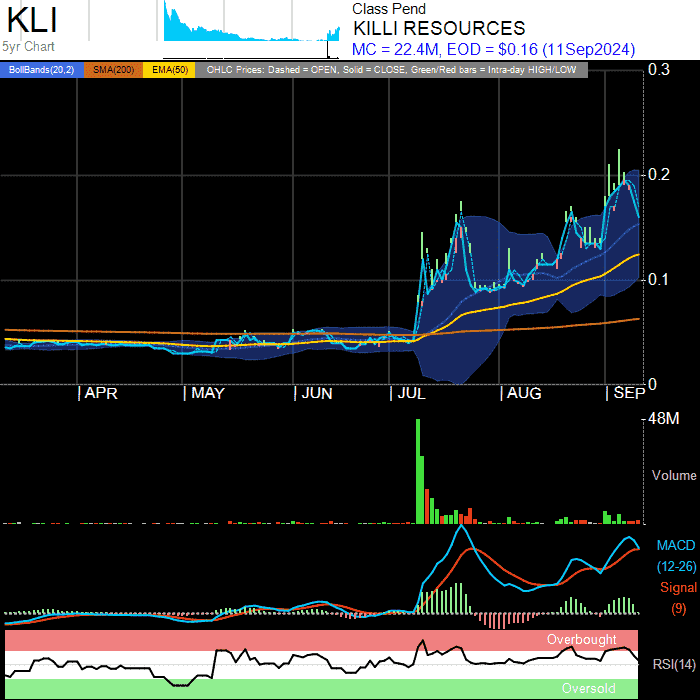 KLI
5yr Chart
Class Pend
KILLI RESOURCES
MC = 22.4M, EOD = $0.16 (11Sep2024)
BollBands(20,2) SMA(200) EMA(50) OHLC Prices: Dashed = OPEN, Solid = CLOSE, Green/Red bars = Intra-day HIGH/LOW
0.3
0.2
0.1
0
APR MAY JUN JUL AUG SEP
48M
Volume
MACD
(12-26)
Signal
(9)
Overbought
RSI(14)
Oversold